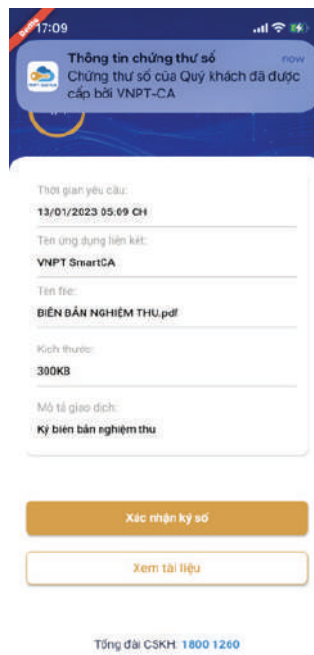 Demo
17:09
Thông tin chứng thư số
now
Chứng thư số của Quý khách đã được
cấp bởi VNPT-CA
Thời gian yêu cầu:
13/01/2023 05:09 CH
Tên ứng dụng liên kết:
VNPT SmartCA
Tên file:
BIÊN BẢN NGHIỆM THU.pdf
Kích thước:
300KB
Mô tả giao dịch:
Ký biên bản nghiệm thu
Xác nhận ký số
Xem tài liệu
Tổng đài CSKH: 1800 1260